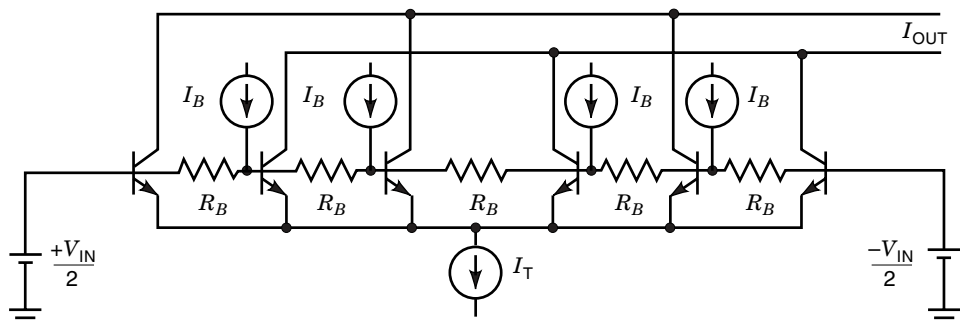 I_OUT
I_B I_B I_B I_B
R_B R_B R_B R_B R_B
+V_IN
2
I_T
−V_IN
2